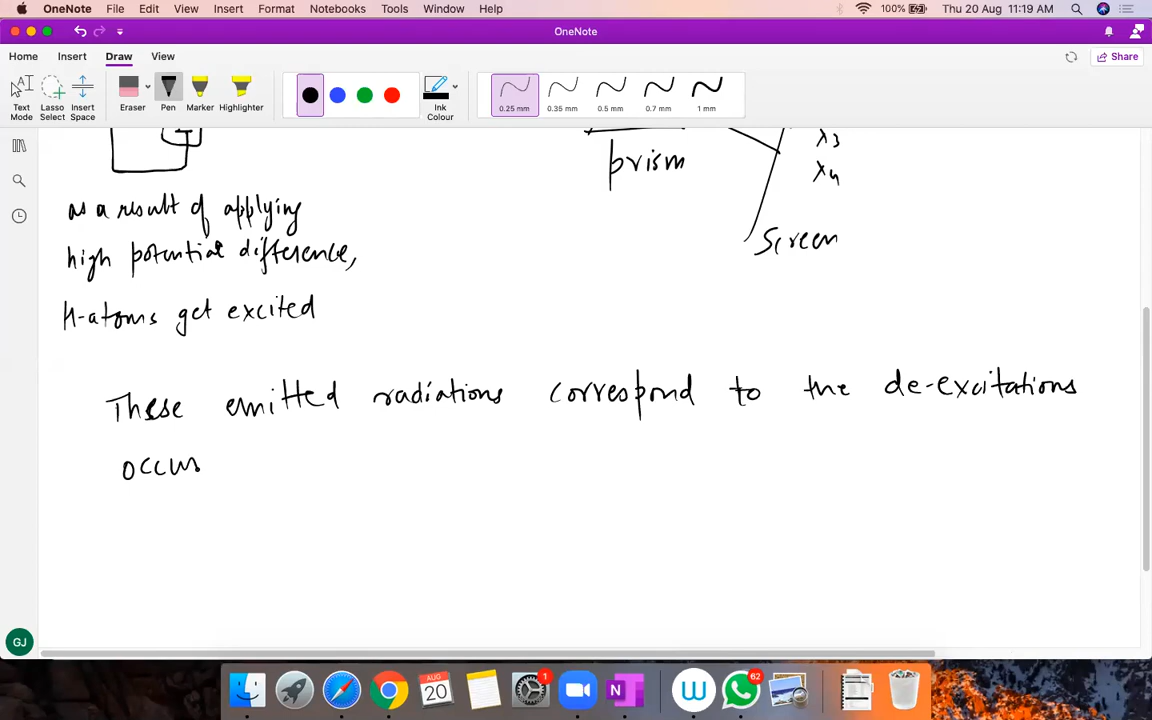 OneNote File Edit View Insert Format Notebooks Tools Window Help 100% Thu 20 Aug 11:19 AM
OneNote
Home Insert Draw View Share
Text Mode Lasso Select Insert Space Eraser Pen Marker Highlighter Ink Colour 0.25 mm 0.35 mm 0.5 mm 0.7 mm 1 mm
prism
λ3
λ4
Screen
as a result of applying
high potential difference,
H-atoms get excited
These emitted radiations correspond to the de-excitations
occur
GJ
AUG 20 1 N W 62